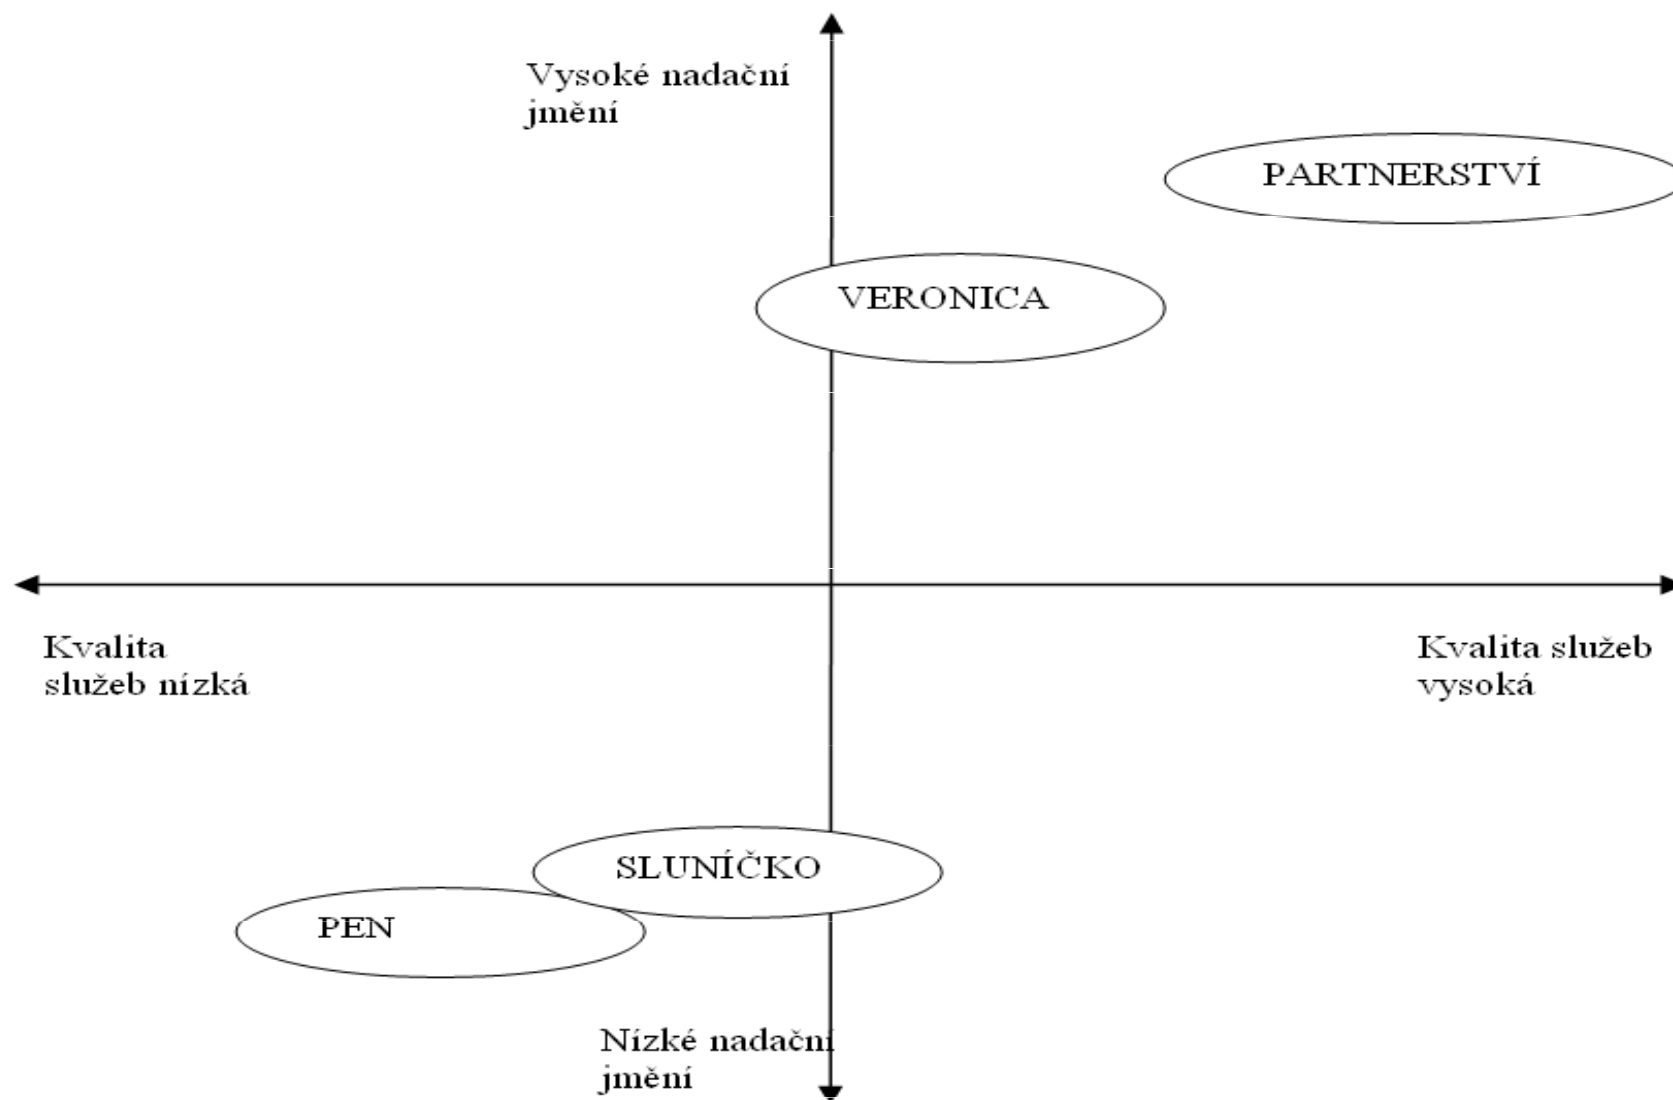 Vysoké nadační
jmění
PARTNERSTVÍ
VERONICA
Kvalita
služeb nízká
Kvalita služeb
vysoká
SLUNÍČKO
PEN
Nízké nadační
jmění